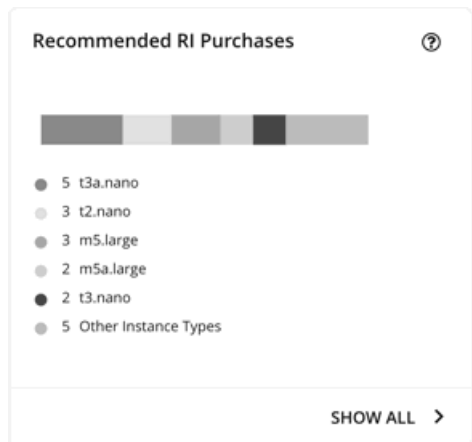 Recommended RI Purchases
5 t3a.nano
3 t2.nano
3 m5.large
2 m5a.large
2 t3.nano
5 Other Instance Types
SHOW ALL